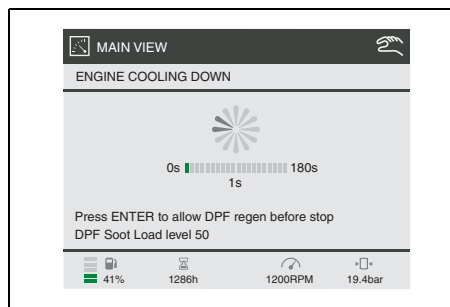 MAIN VIEW
ENGINE COOLING DOWN
0s 180s
1s
Press ENTER to allow DPF regen before stop
DPF Soot Load level 50
41% 1286h 1200RPM 19.4bar